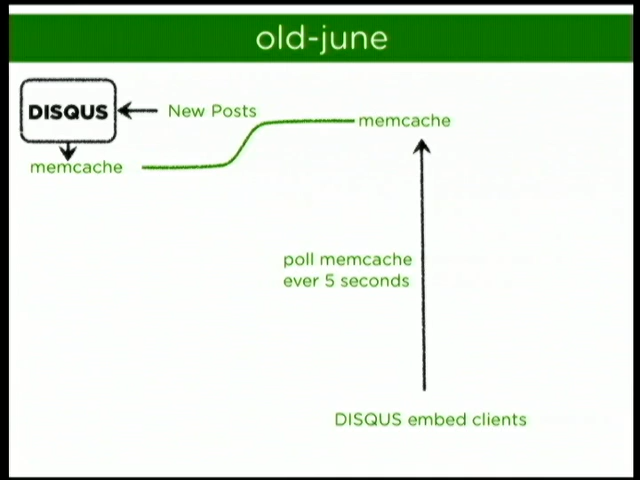 old-june
DISQUS
New Posts
memcache
memcache
poll memcache
ever 5 seconds
DISQUS embed clients